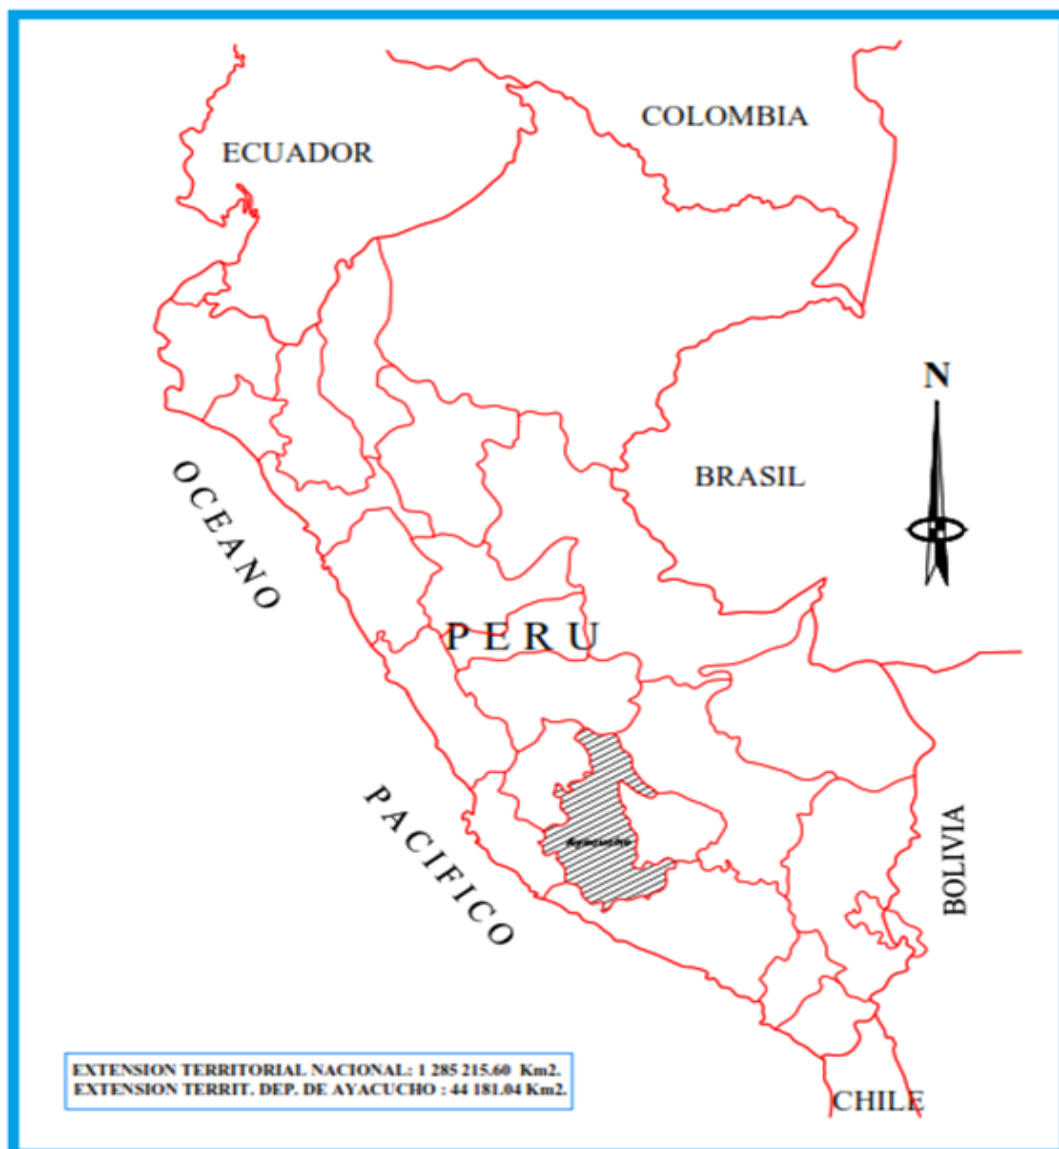 COLOMBIA
ECUADOR
N
BRASIL
OCEANO
PERU
PACIFICO
Ayacucho
BOLIVIA
EXTENSION TERRITORIAL NACIONAL: 1 285 215.60 Km2.
EXTENSION TERRIT. DEP. DE AYACUCHO : 44 181.04 Km2.
CHILE